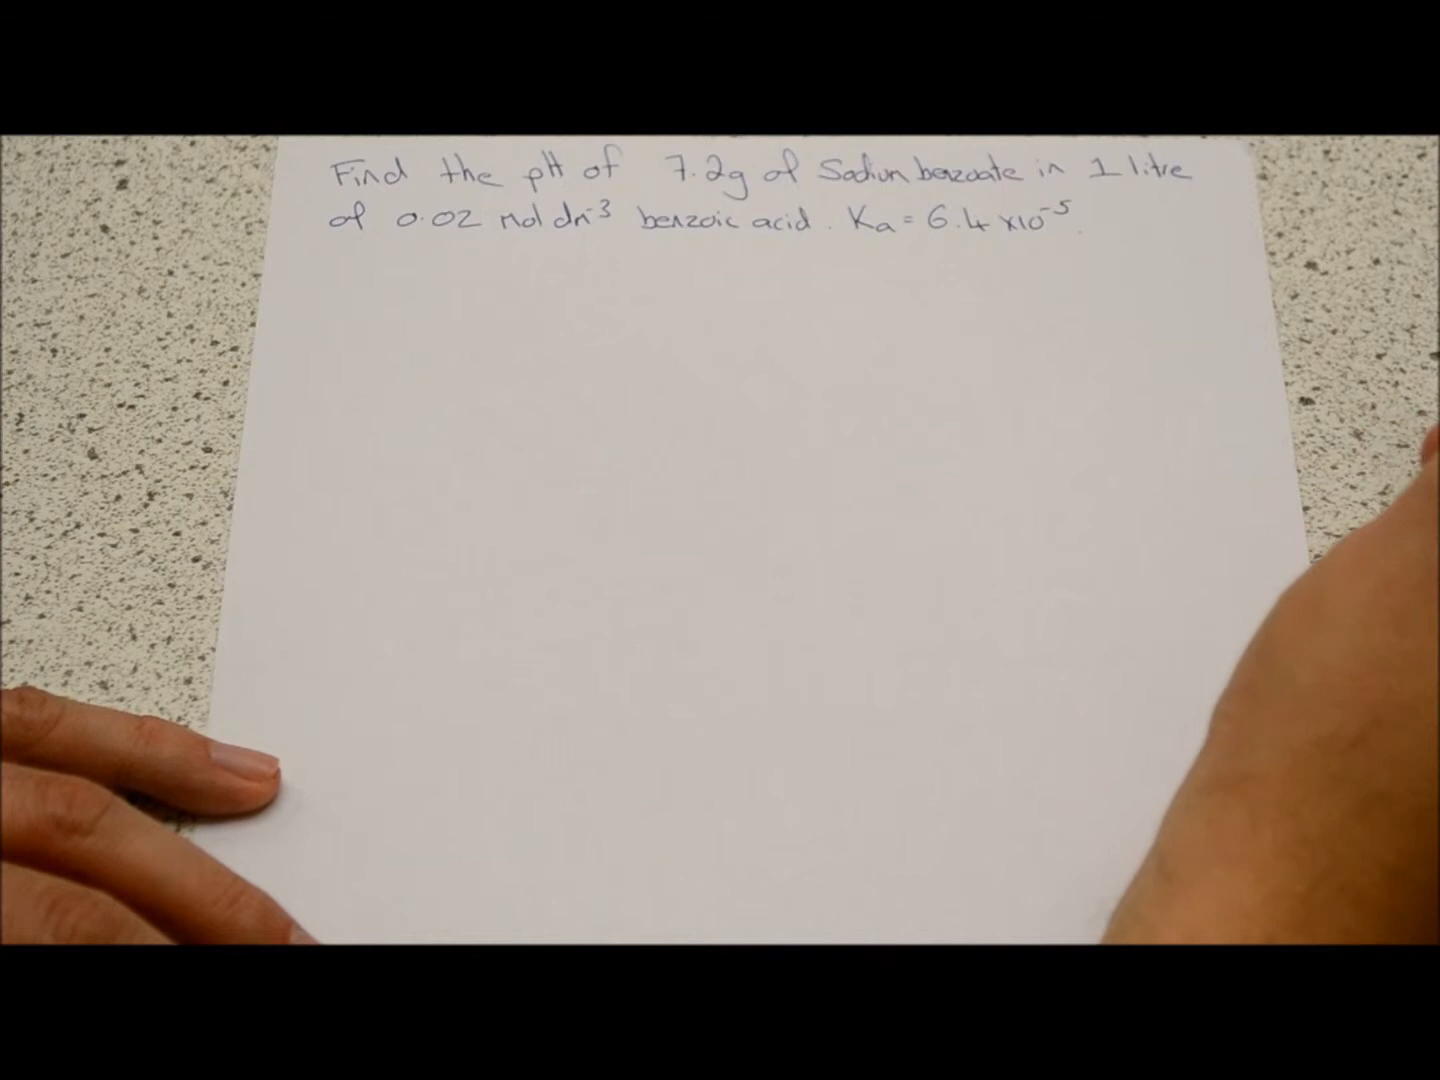 Find the pH of 7.2g of Sodium benzoate in 1 litre
of 0.02 mol dm⁻³ benzoic acid. Ka = 6.4 x10⁻⁵.